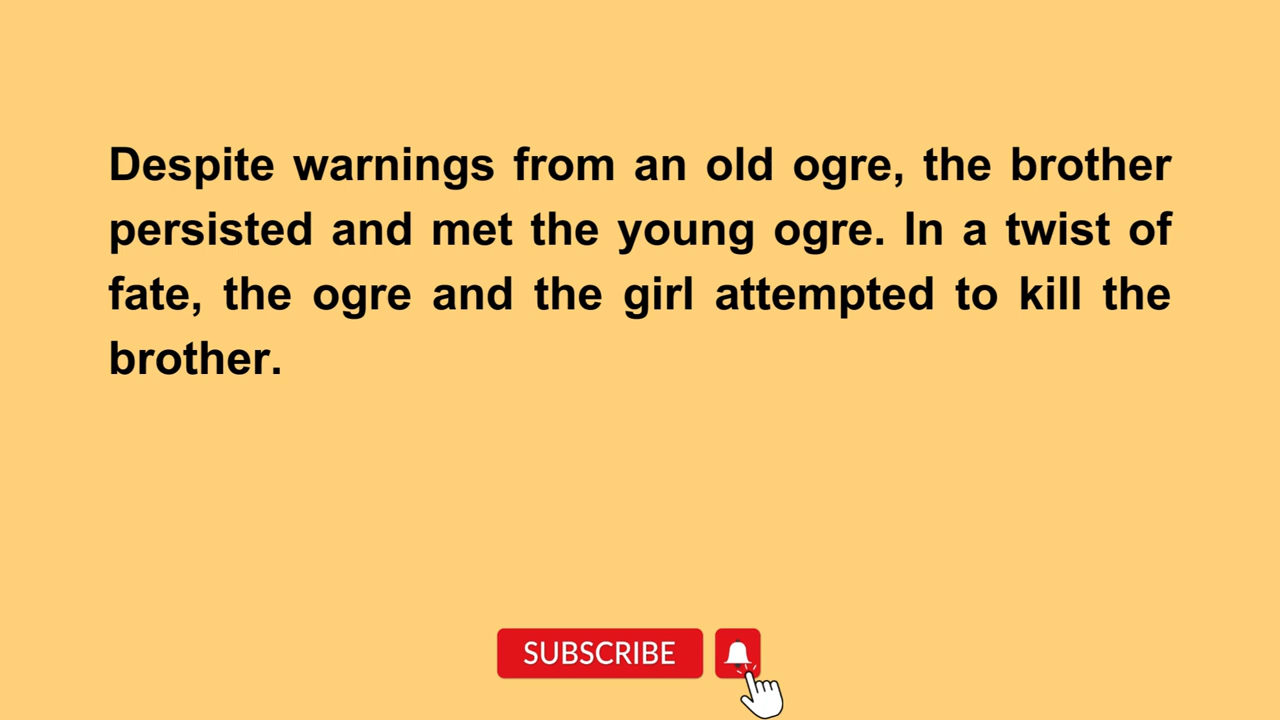 Despite warnings from an old ogre, the brother
persisted and met the young ogre. In a twist of
fate, the ogre and the girl attempted to kill the
brother.
SUBSCRIBE